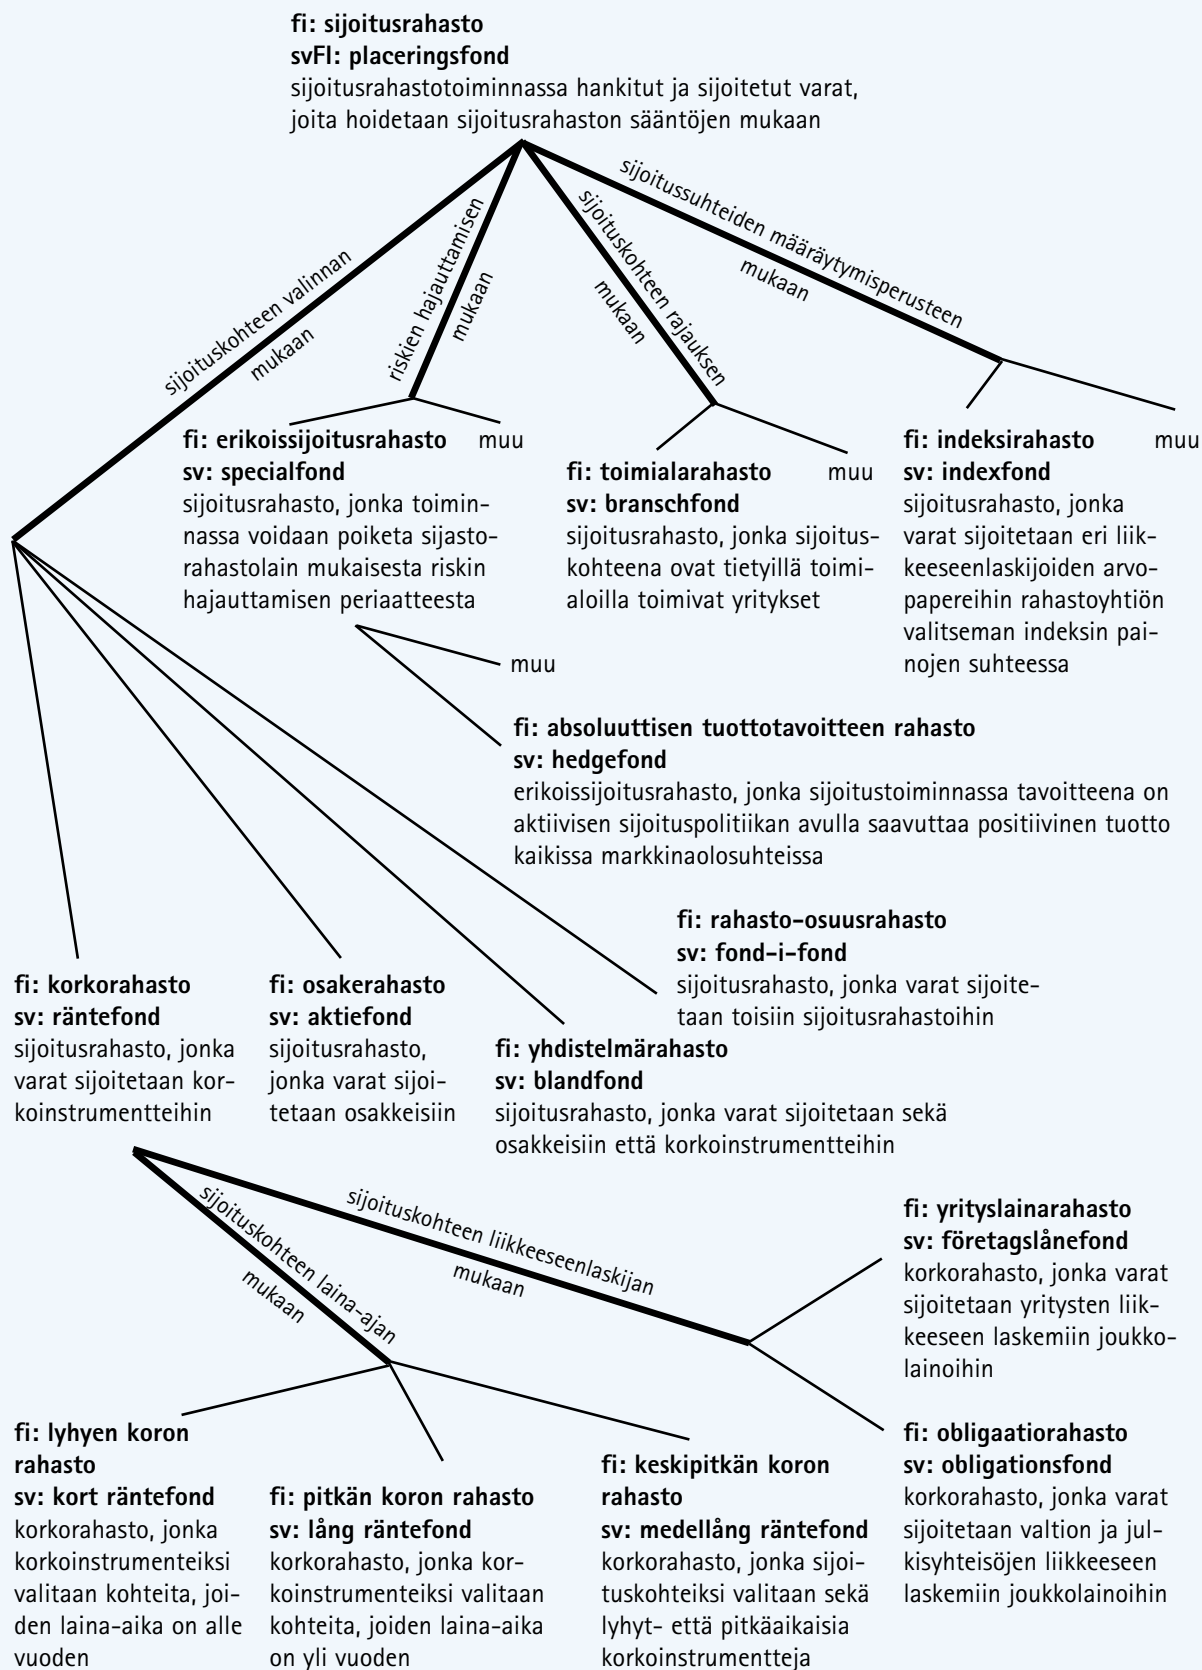 fi: sijoitusrahasto
svFI: placeringsfond
sijoitusrahastotoiminnassa hankitut ja sijoitetut varat,
joita hoidetaan sijoitusrahaston sääntöjen mukaan
sijoituskohteen valinnan
mukaan
riskien hajauttamisen
mukaan
sijoituskohteen rajauksen
mukaan
sijoitussuhteiden määräytymisperusteen
mukaan
fi: erikoissijoitusrahasto
sv: specialfond
sijoitusrahasto, jonka toimin-
nassa voidaan poiketa sijasto-
rahastolain mukaisesta riskin
hajauttamisen periaatteesta
muu
fi: toimialarahasto
sv: branschfond
sijoitusrahasto, jonka sijoitus-
kohteena ovat tietyillä toimi-
aloilla toimivat yritykset
muu
fi: indeksirahasto
sv: indexfond
sijoitusrahasto, jonka
varat sijoitetaan eri liik-
keeseenlaskijoiden arvo-
papereihin rahastoyhtiön
valitseman indeksin pai-
nojen suhteessa
muu
muu
fi: absoluuttisen tuottotavoitteen rahasto
sv: hedgefond
erikoissijoitusrahasto, jonka sijoitustoiminnassa tavoitteena on
aktiivisen sijoituspolitiikan avulla saavuttaa positiivinen tuotto
kaikissa markkinaolosuhteissa
fi: rahasto-osuusrahasto
sv: fond-i-fond
sijoitusrahasto, jonka varat sijoite-
taan toisiin sijoitusrahastoihin
fi: korkorahasto
sv: räntefond
sijoitusrahasto, jonka
varat sijoitetaan kor-
koinstrumentteihin
fi: osakerahasto
sv: aktiefond
sijoitusrahasto,
jonka varat sijoi-
tetaan osakkeisiin
fi: yhdistelmärahasto
sv: blandfond
sijoitusrahasto, jonka varat sijoitetaan sekä
osakkeisiin että korkoinstrumentteihin
sijoituskohteen laina-ajan
mukaan
sijoituskohteen liikkeeseenlaskijan
mukaan
fi: yrityslainarahasto
sv: företagslånefond
korkorahasto, jonka varat
sijoitetaan yritysten liik-
keeseen laskemiin joukko-
lainoihin
fi: lyhyen koron
rahasto
sv: kort räntefond
korkorahasto, jonka
korkoinstrumenteiksi
valitaan kohteita, joi-
den laina-aika on alle
vuoden
fi: pitkän koron rahasto
sv: lång räntefond
korkorahasto, jonka kor-
koinstrumenteiksi valitaan
kohteita, joiden laina-aika
on yli vuoden
fi: keskipitkän koron
rahasto
sv: medellång räntefond
korkorahasto, jonka sijoi-
tuskohteiksi valitaan sekä
lyhyt- että pitkäaikaisia
korkoinstrumentteja
fi: obligaatiorahasto
sv: obligationsfond
korkorahasto, jonka varat
sijoitetaan valtion ja jul-
kisyhteisöjen liikkeeseen
laskemiin joukkolainoihin